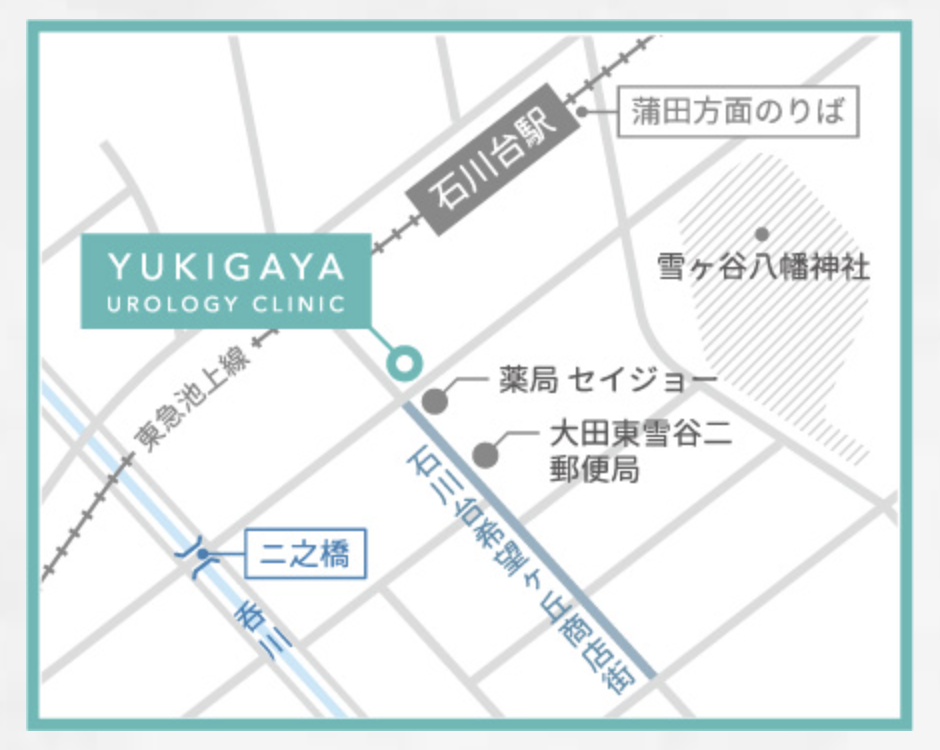 石川台駅
蒲田方面のりば
YUKIGAYA
UROLOGY CLINIC
雪ヶ谷八幡神社
東急池上線
薬局 セイジョー
大田東雪谷二
郵便局
石川台希望ヶ丘商店街
二之橋
呑川